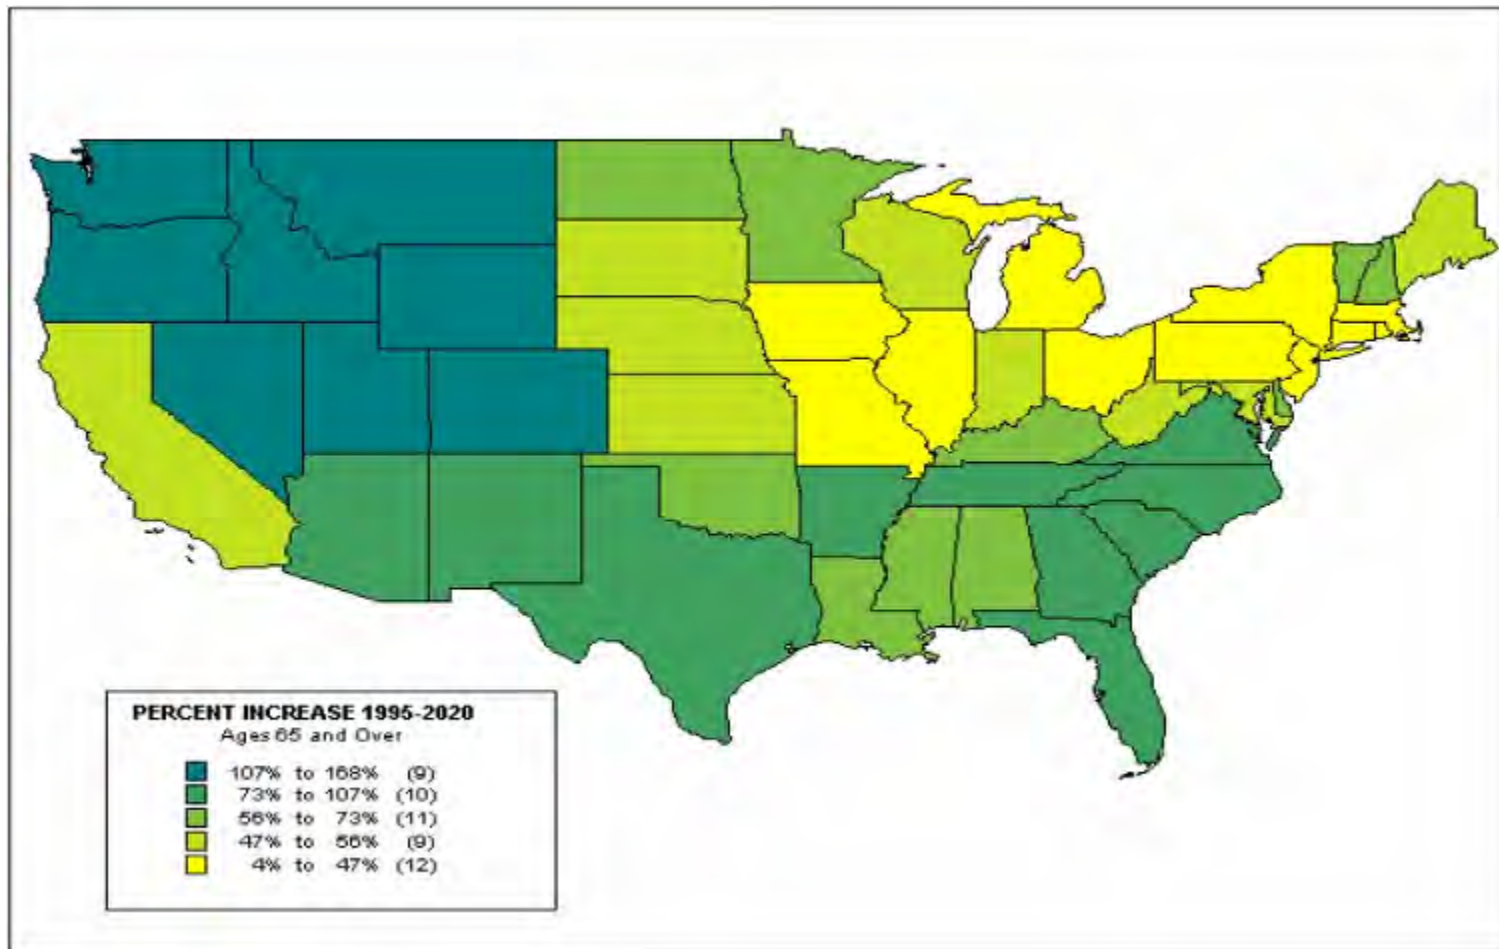 PERCENT INCREASE 1995-2020
Ages 65 and Over
107% to 168% (9)
73% to 107% (10)
56% to 73% (11)
47% to 56% (9)
4% to 47% (12)